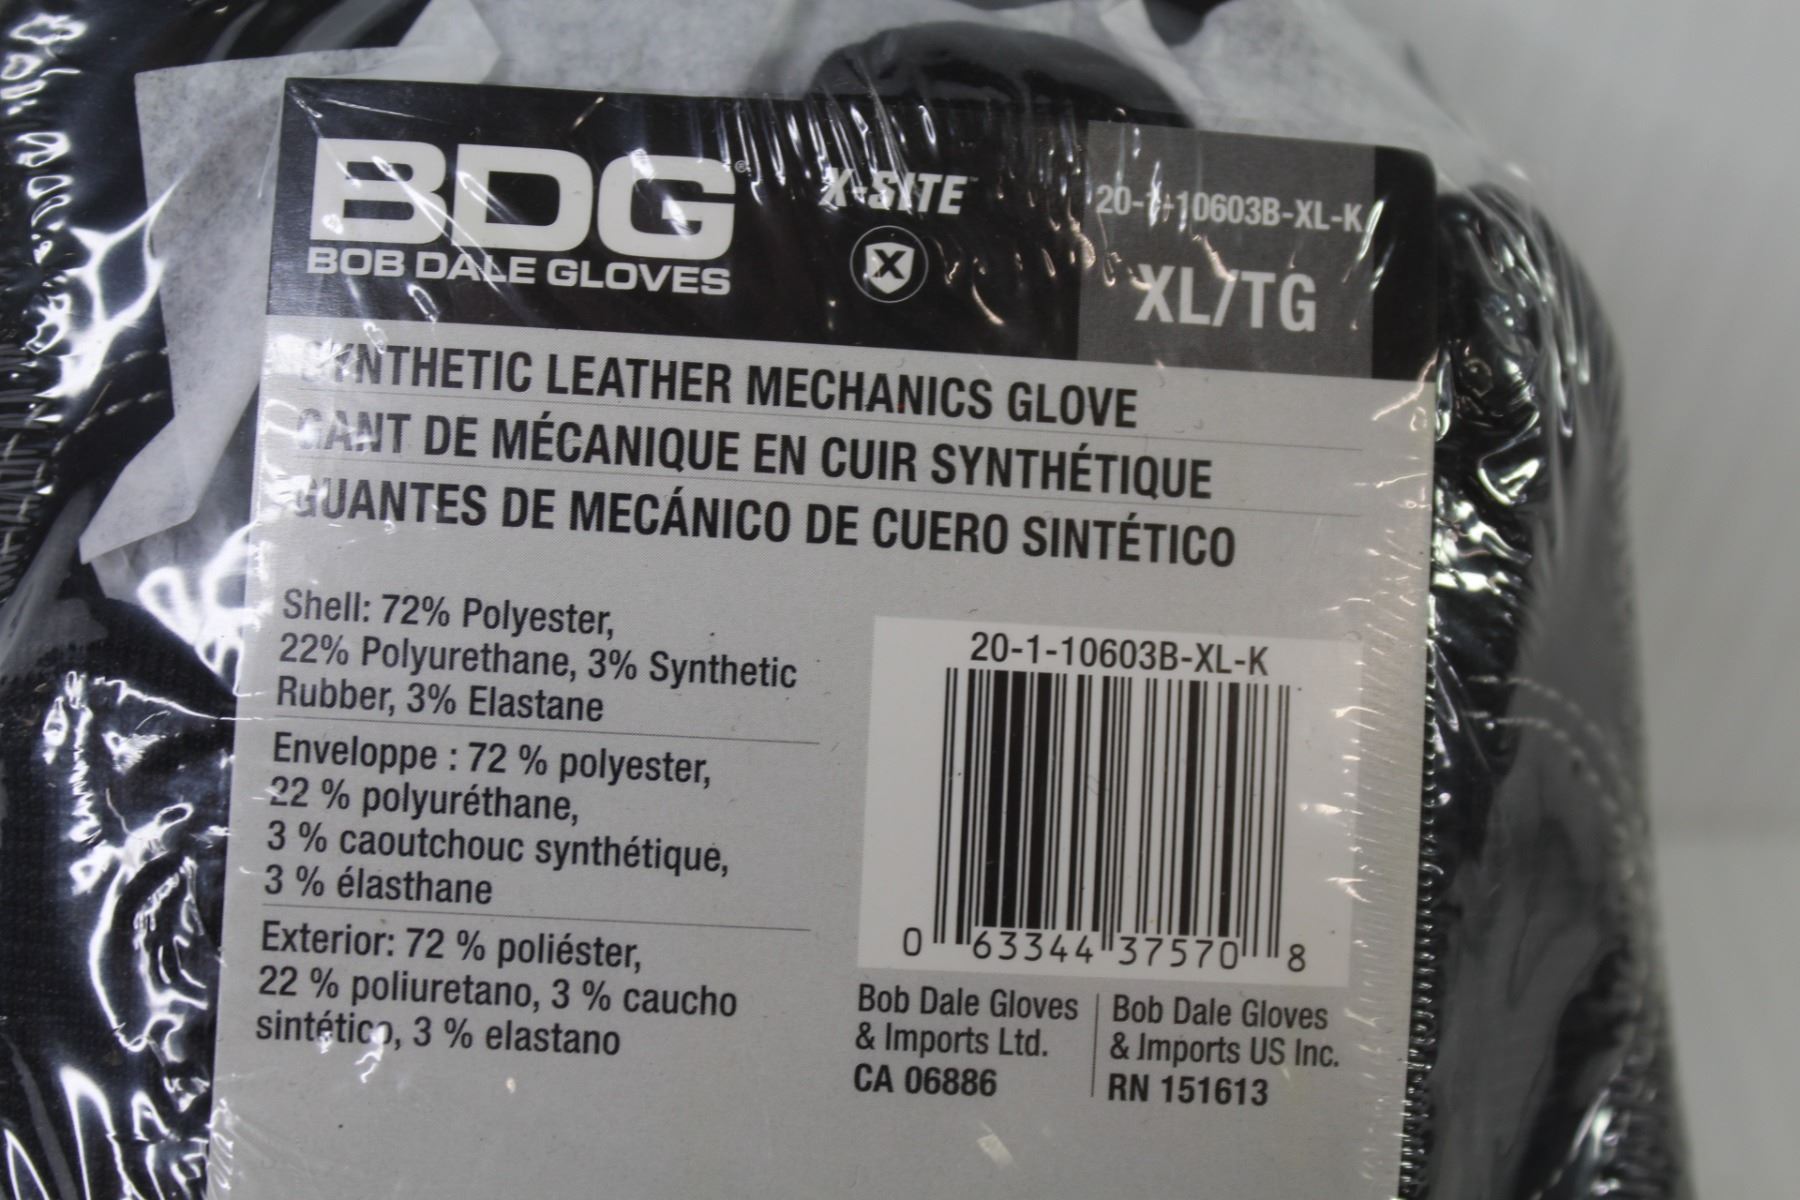 BDG®
BOB DALE GLOVES
X-SITE™
X
20-1-10603B-XL-K
XL/TG
SYNTHETIC LEATHER MECHANICS GLOVE
GANT DE MÉCANIQUE EN CUIR SYNTHÉTIQUE
GUANTES DE MECÁNICO DE CUERO SINTÉTICO
Shell: 72% Polyester,
22% Polyurethane, 3% Synthetic
Rubber, 3% Elastane
Enveloppe : 72 % polyester,
22 % polyuréthane,
3 % caoutchouc synthétique,
3 % élasthane
Exterior: 72 % poliéster,
22 % poliuretano, 3 % caucho
sintético, 3 % elastano
20-1-10603B-XL-K
0 63344 37570 8
Bob Dale Gloves
& Imports Ltd.
CA 06886
Bob Dale Gloves
& Imports US Inc.
RN 151613